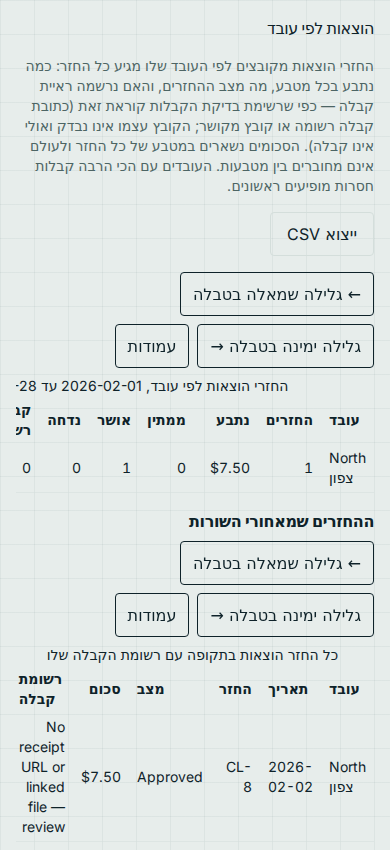 הוצאות לפי עובד
החזרי הוצאות מקובצים לפי העובד שלו מגיע כל החזר: כמה
נתבע בכל מטבע, מה מצב ההחזרים, והאם נרשמה ראיית
קבלה — כפי שרשימת בדיקת הקבלות קוראת זאת (כתובת
קבלה רשומה או קובץ מקושר; הקובץ עצמו אינו נבדק ואולי
אינו קבלה). הסכומים נשארים במטבע של כל החזר ולעולם
אינם מחוברים בין מטבעות. העובדים עם הכי הרבה קבלות
חסרות מופיעים ראשונים.
ייצוא CSV
← גלילה שמאלה בטבלה
גלילה ימינה בטבלה →
עמודות
החזרי הוצאות לפי עובד, 2026-02-01 עד 28-
עובד החזרים נתבע ממתין אושר נדחה קב
רש
North 1 $7.50 0 1 0 0
צפון
ההחזרים שמאחורי השורות
← גלילה שמאלה בטבלה
גלילה ימינה בטבלה →
עמודות
כל החזר הוצאות בתקופה עם רשומת הקבלה שלו
עובד תאריך החזר מצב סכום רשומת
קבלה
North צפון 2026-02-02 CL-8 Approved $7.50 No
receipt
URL or
linked
file —
review